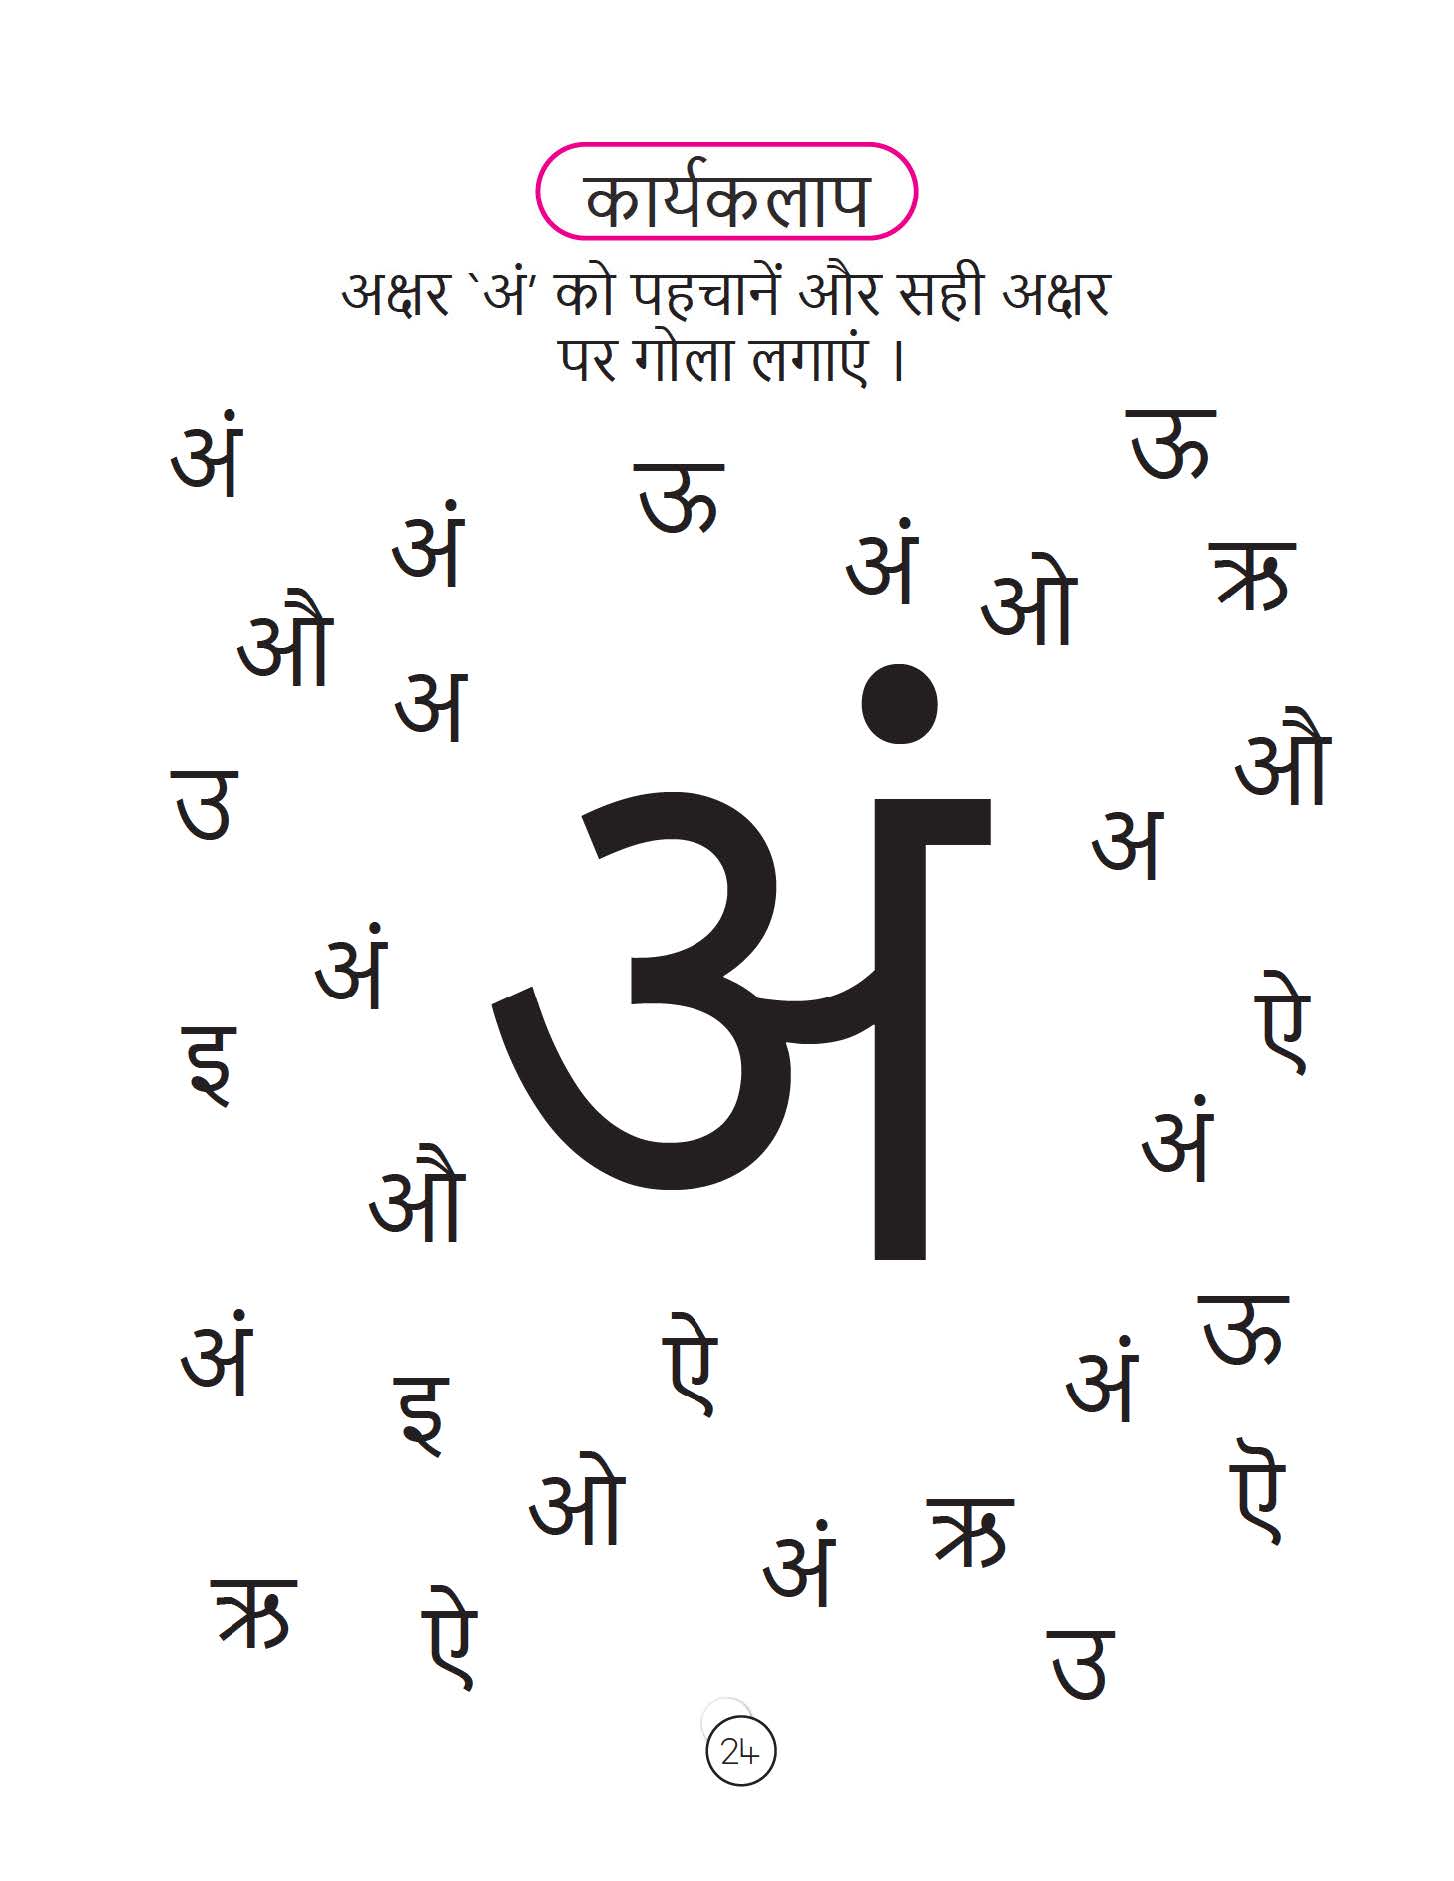 कार्यकलाप
अक्षर `अं' को पहचानें और सही अक्षर
पर गोला लगाएं ।
अं
ऊ
ऊ
अं
अं
ओ
ऋ
औ
अ
उ
औ
अ
अं
अं
इ
ऐ
अं
औ
अं
इ
ऐ
अं
ऊ
ओ
ऋ
ऎ
अं
ऋ
ऐ
उ
24